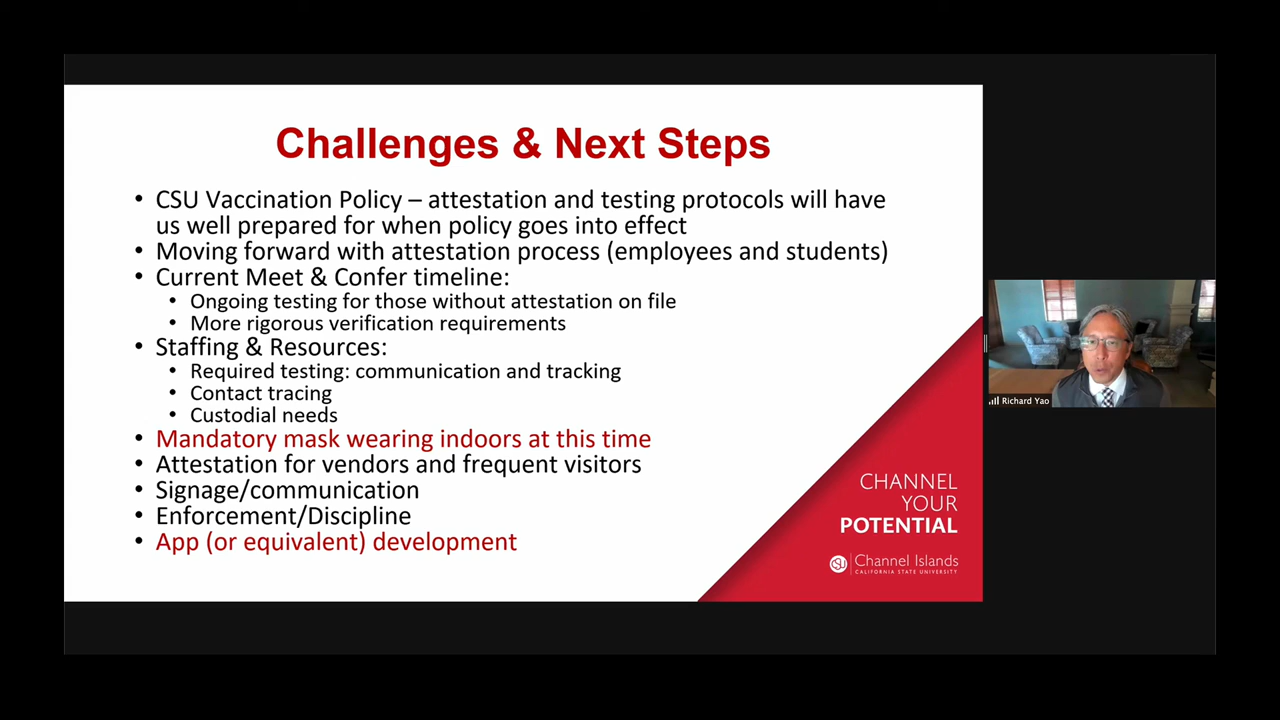 Challenges & Next Steps
• CSU Vaccination Policy – attestation and testing protocols will have
us well prepared for when policy goes into effect
• Moving forward with attestation process (employees and students)
• Current Meet & Confer timeline:
• Ongoing testing for those without attestation on file
• More rigorous verification requirements
• Staffing & Resources:
• Required testing: communication and tracking
• Contact tracing
• Custodial needs
• Mandatory mask wearing indoors at this time
• Attestation for vendors and frequent visitors
• Signage/communication
• Enforcement/Discipline
• App (or equivalent) development
CHANNEL
YOUR
POTENTIAL
CSU Channel Islands
CALIFORNIA STATE UNIVERSITY
Richard Yao